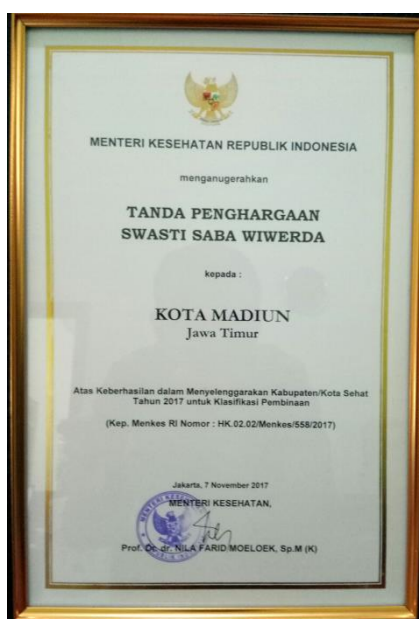 MENTERI KESEHATAN REPUBLIK INDONESIA
menganugerahkan
TANDA PENGHARGAAN
SWASTI SABA WIWERDA
kepada :
KOTA MADIUN
Jawa Timur
Atas Keberhasilan dalam Menyelenggarakan Kabupaten/Kota Sehat
Tahun 2017 untuk Klasifikasi Pembinaan
(Kep. Menkes RI Nomor : HK.02.02/Menkes/558/2017)
Jakarta, 7 November 2017
MENTERI KESEHATAN,
Prof. Dr. dr. NILA FARID MOELOEK, Sp.M (K)